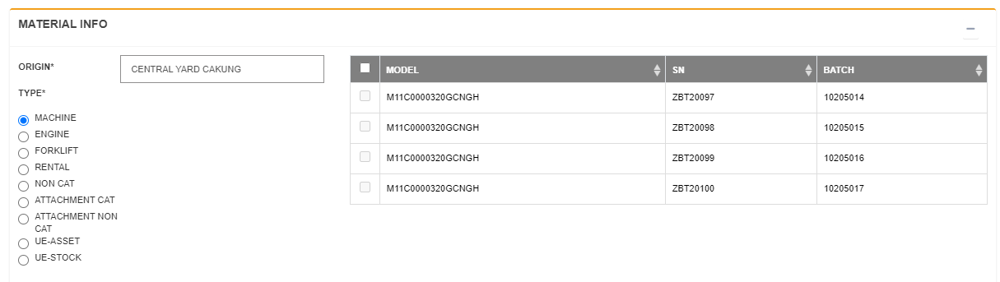 MATERIAL INFO
ORIGIN*
CENTRAL YARD CAKUNG
TYPE*
MACHINE
ENGINE
FORKLIFT
RENTAL
NON CAT
ATTACHMENT CAT
ATTACHMENT NON
CAT
UE-ASSET
UE-STOCK
MODEL SN BATCH
M11C0000320GCNGH ZBT20097 10205014
M11C0000320GCNGH ZBT20098 10205015
M11C0000320GCNGH ZBT20099 10205016
M11C0000320GCNGH ZBT20100 10205017